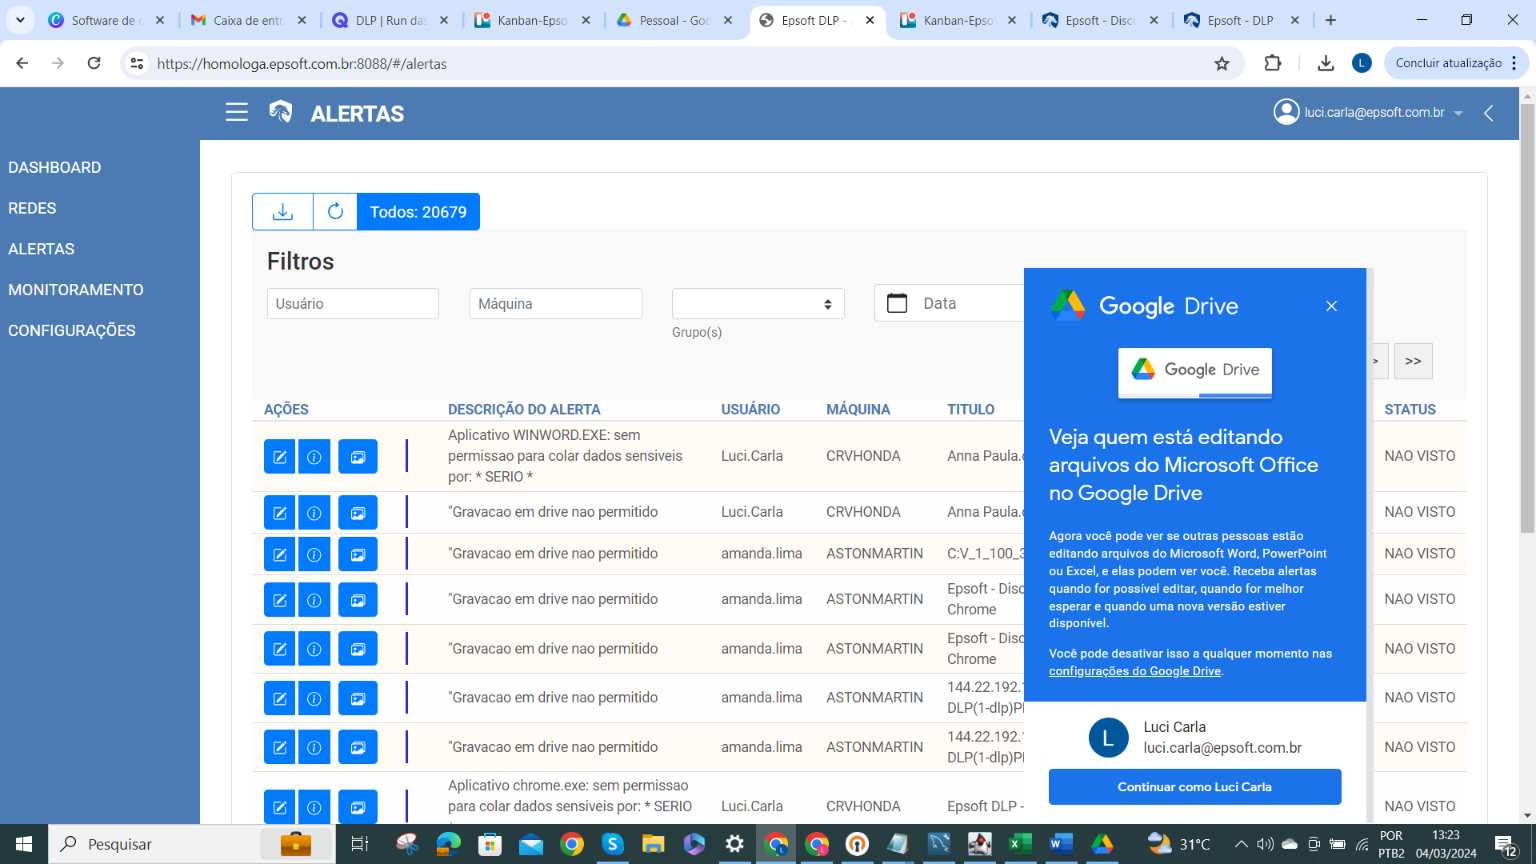 Software de c
Caixa de entr
DLP | Run das
Kanban-Epso
Pessoal - Goo
Epsoft DLP - 
Kanban-Epso
Epsoft - Disc
Epsoft - DLP
https://homologa.epsoft.com.br:8088/#/alertas
L
Concluir atualização
ALERTAS
luci.carla@epsoft.com.br
DASHBOARD
REDES
ALERTAS
MONITORAMENTO
CONFIGURAÇÕES
Todos: 20679
Filtros
Usuário
Máquina
Grupo(s)
Data
>
>>
AÇÕES
DESCRIÇÃO DO ALERTA
USUÁRIO
MÁQUINA
TITULO
STATUS
Aplicativo WINWORD.EXE: sem
permissao para colar dados sensiveis
por: * SERIO *
Luci.Carla
CRVHONDA
Anna Paula.
NAO VISTO
"Gravacao em drive nao permitido
Luci.Carla
CRVHONDA
Anna Paula.
NAO VISTO
"Gravacao em drive nao permitido
amanda.lima
ASTONMARTIN
C:V_1_100_3
NAO VISTO
"Gravacao em drive nao permitido
amanda.lima
ASTONMARTIN
Epsoft - Disc
Chrome
NAO VISTO
"Gravacao em drive nao permitido
amanda.lima
ASTONMARTIN
Epsoft - Disc
Chrome
NAO VISTO
"Gravacao em drive nao permitido
amanda.lima
ASTONMARTIN
144.22.192.
DLP(1-dlp)P
NAO VISTO
"Gravacao em drive nao permitido
amanda.lima
ASTONMARTIN
144.22.192.
DLP(1-dlp)P
NAO VISTO
Aplicativo chrome.exe: sem permissao
para colar dados sensiveis por: * SERIO
Luci.Carla
CRVHONDA
Epsoft DLP -
NAO VISTO
Google Drive
Google Drive
Veja quem está editando
arquivos do Microsoft Office
no Google Drive
Agora você pode ver se outras pessoas estão
editando arquivos do Microsoft Word, PowerPoint
ou Excel, e elas podem ver você. Receba alertas
quando for possível editar, quando for melhor
esperar e quando uma nova versão estiver
disponível.
Você pode desativar isso a qualquer momento nas
configurações do Google Drive.
L
Luci Carla
luci.carla@epsoft.com.br
Continuar como Luci Carla
Pesquisar
31°C
POR
PTB2
13:23
04/03/2024
12